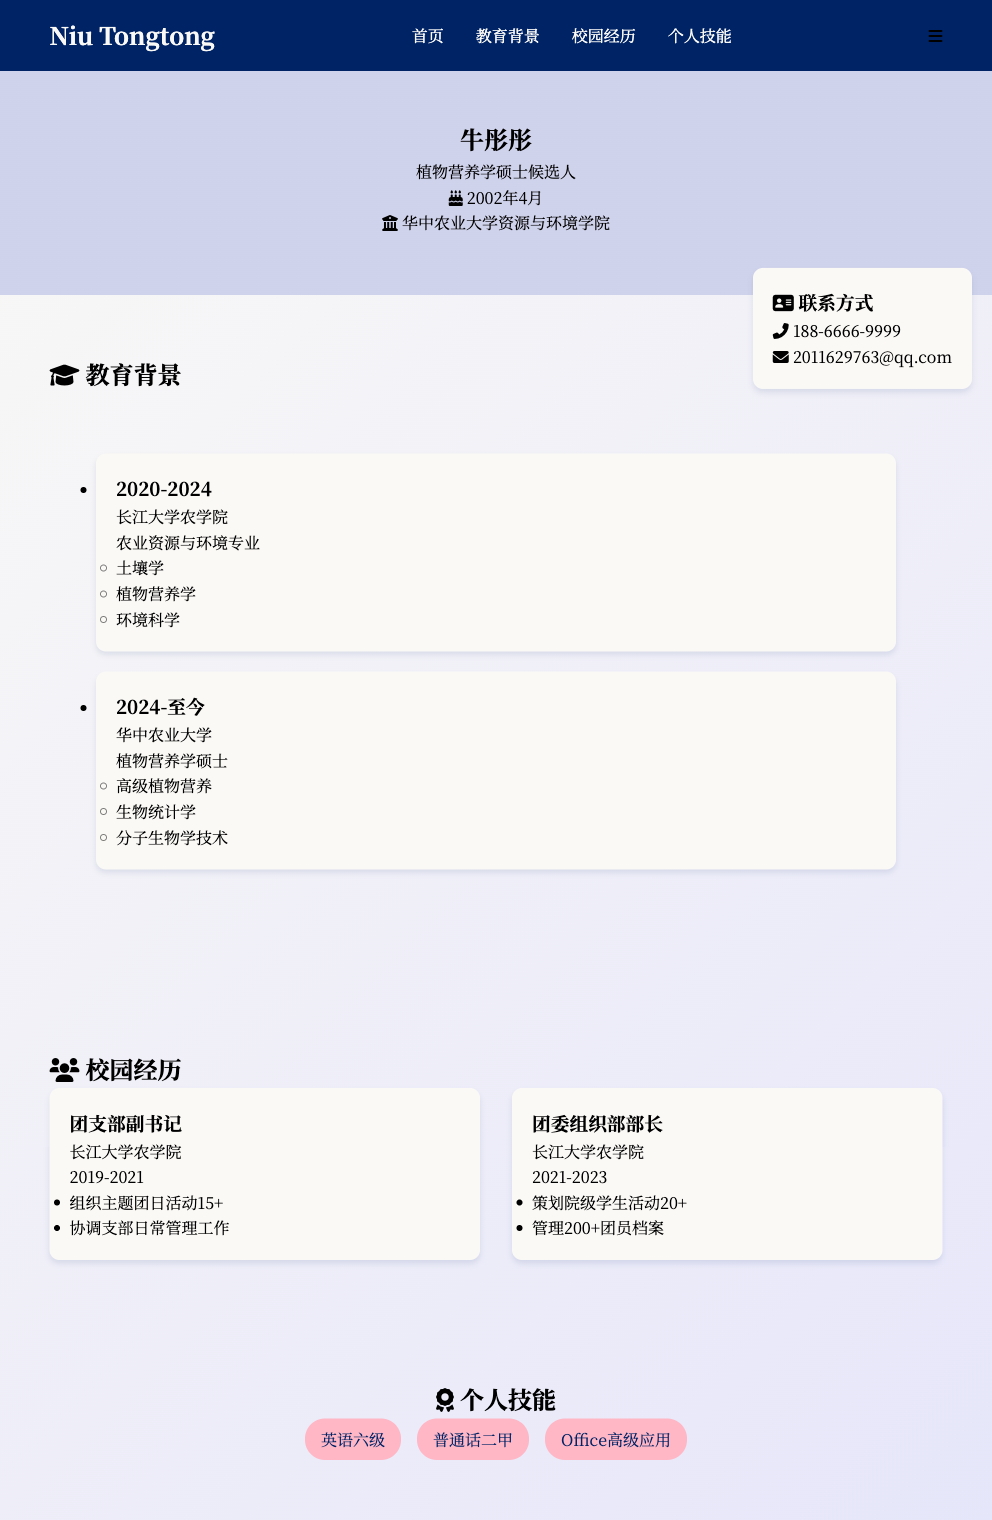 Niu Tongtong
首页 教育背景 校园经历 个人技能
牛彤彤
植物营养学硕士候选人
2002年4月
华中农业大学资源与环境学院
联系方式
188-6666-9999
2011629763@qq.com
教育背景
2020-2024
长江大学农学院
农业资源与环境专业
土壤学
植物营养学
环境科学
2024-至今
华中农业大学
植物营养学硕士
高级植物营养
生物统计学
分子生物学技术
校园经历
团支部副书记
长江大学农学院
2019-2021
组织主题团日活动15+
协调支部日常管理工作
团委组织部部长
长江大学农学院
2021-2023
策划院级学生活动20+
管理200+团员档案
个人技能
英语六级 普通话二甲 Office高级应用